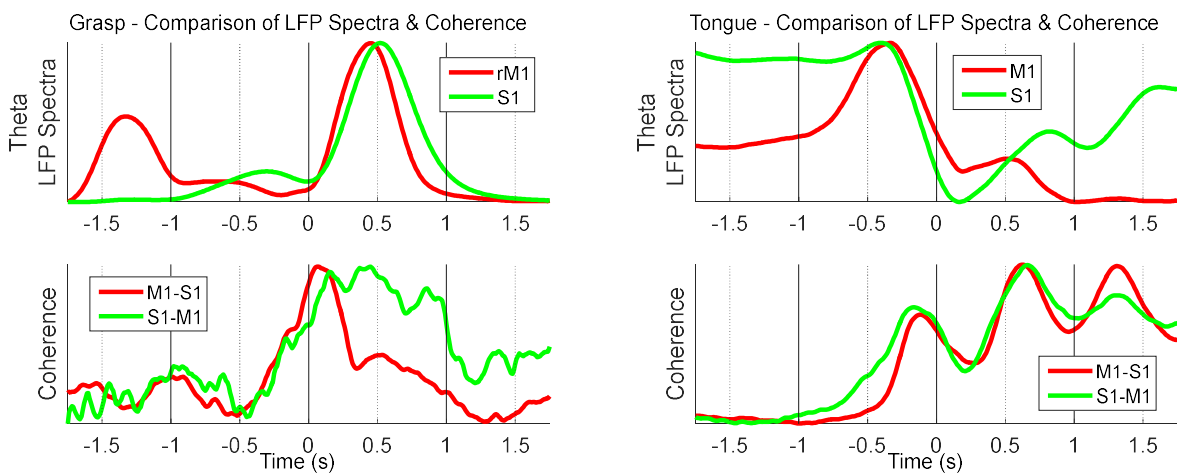 Grasp - Comparison of LFP Spectra & Coherence
Theta
LFP Spectra
rM1
S1
-1.5 -1 -0.5 0 0.5 1 1.5
Coherence
M1-S1
S1-M1
-1.5 -1 -0.5 0 0.5 1 1.5
Time (s)
Tongue - Comparison of LFP Spectra & Coherence
Theta
LFP Spectra
M1
S1
-1.5 -1 -0.5 0 0.5 1 1.5
Coherence
M1-S1
S1-M1
-1.5 -1 -0.5 0 0.5 1 1.5
Time (s)